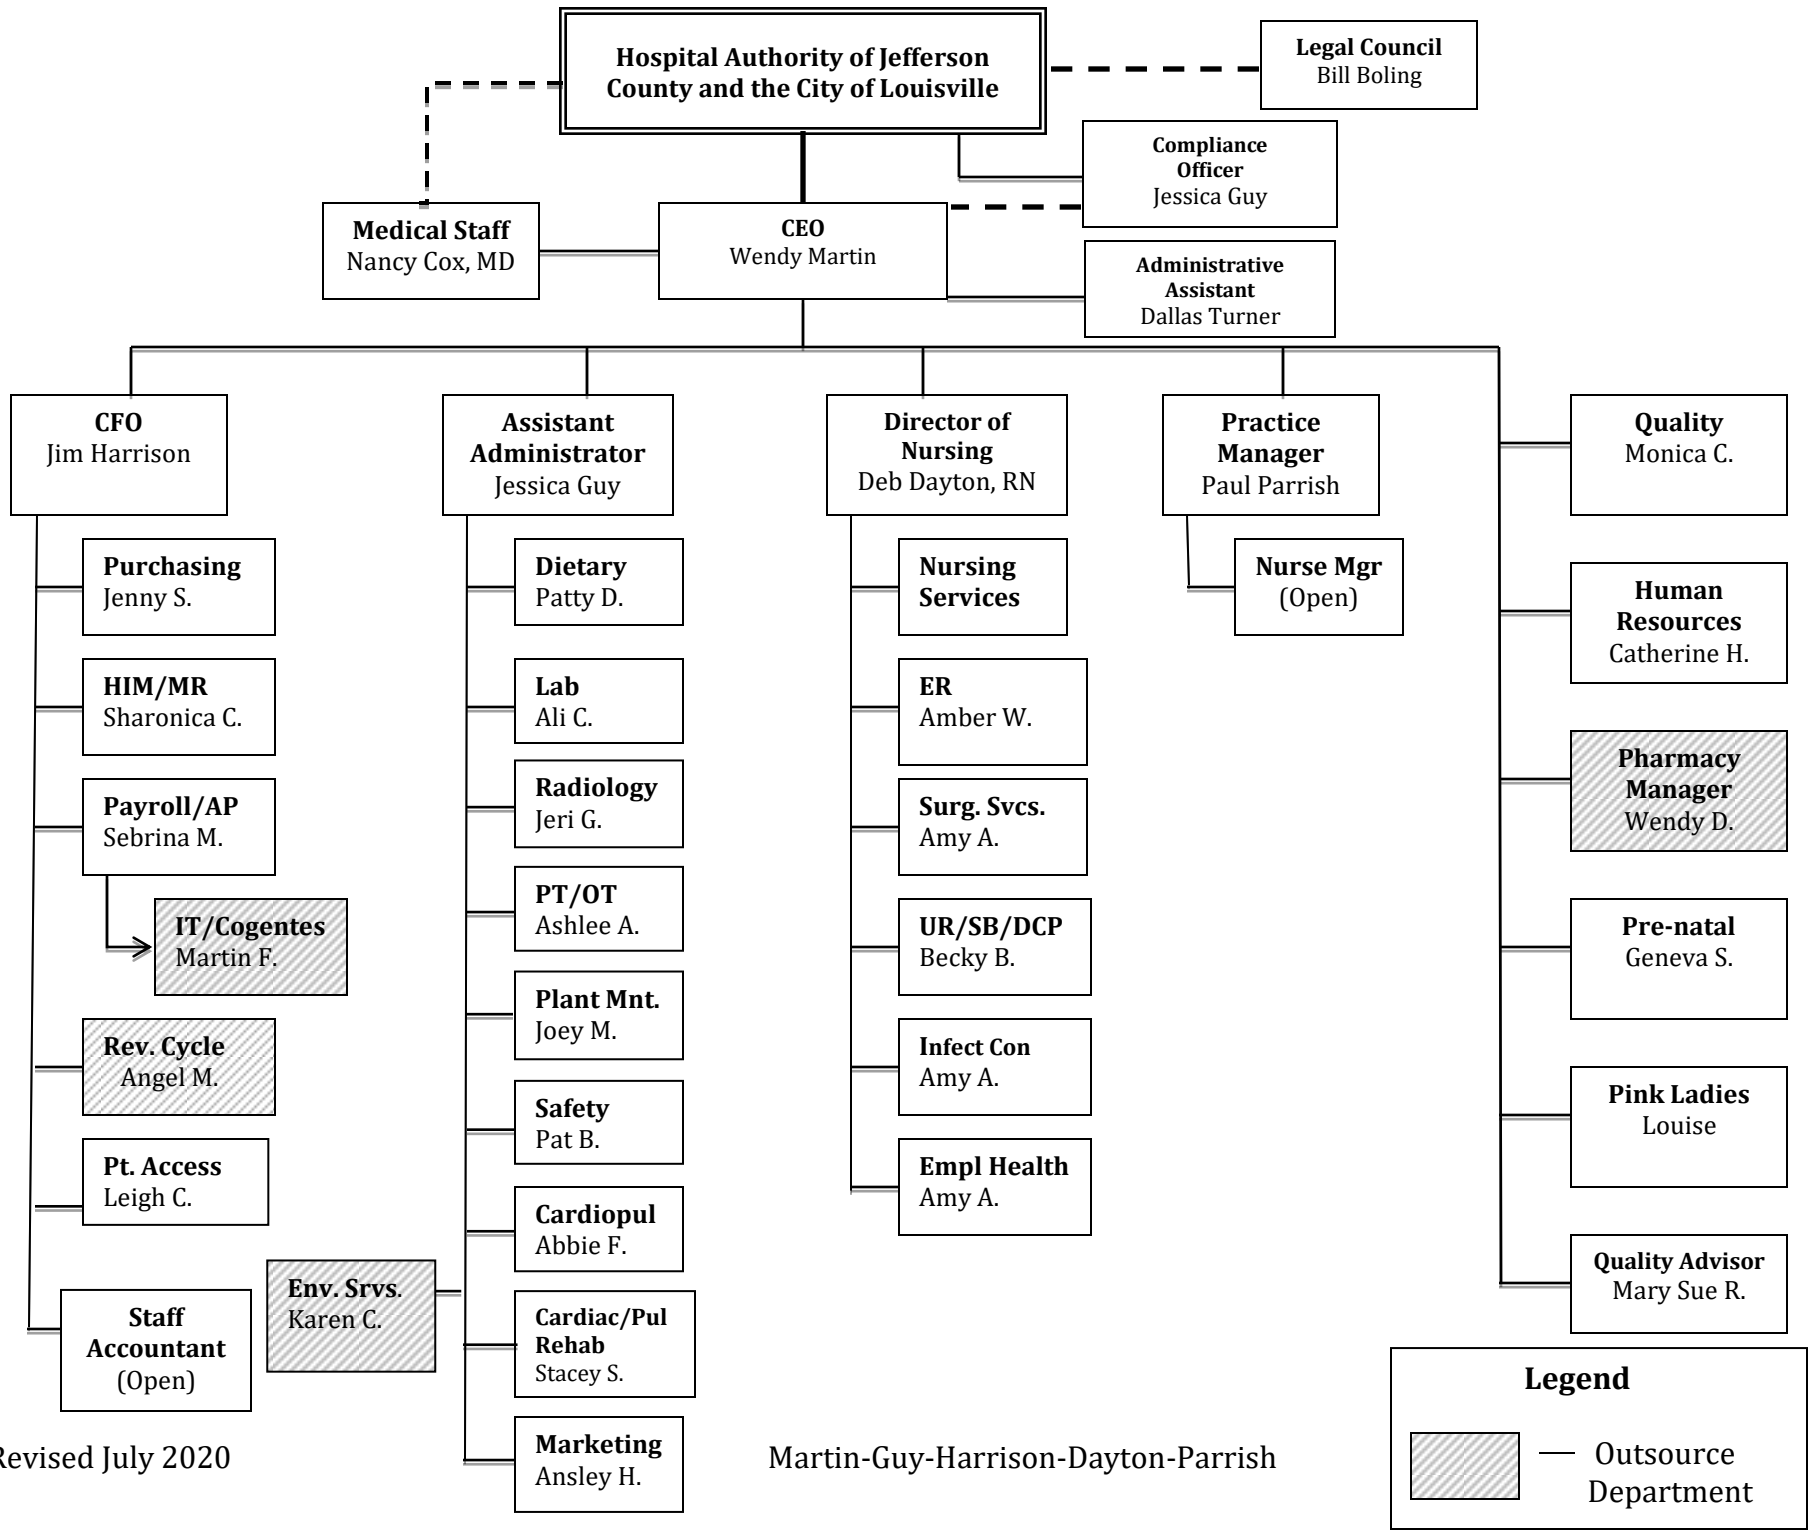 Hospital Authority of Jefferson
County and the City of Louisville
Legal Council
Bill Boling
Compliance
Officer
Jessica Guy
Medical Staff
Nancy Cox, MD
CEO
Wendy Martin
Administrative
Assistant
Dallas Turner
CFO
Jim Harrison
Assistant
Administrator
Jessica Guy
Director of
Nursing
Deb Dayton, RN
Practice
Manager
Paul Parrish
Quality
Monica C.
Purchasing
Jenny S.
HIM/MR
Sharonica C.
Payroll/AP
Sebrina M.
IT/Cogentes
Martin F.
Rev. Cycle
Angel M.
Pt. Access
Leigh C.
Staff
Accountant
(Open)
Dietary
Patty D.
Lab
Ali C.
Radiology
Jeri G.
PT/OT
Ashlee A.
Plant Mnt.
Joey M.
Safety
Pat B.
Cardiopul
Abbie F.
Env. Srvs.
Karen C.
Cardiac/Pul
Rehab
Stacey S.
Marketing
Ansley H.
Nursing
Services
ER
Amber W.
Surg. Svcs.
Amy A.
UR/SB/DCP
Becky B.
Infect Con
Amy A.
Empl Health
Amy A.
Nurse Mgr
(Open)
Human
Resources
Catherine H.
Pharmacy
Manager
Wendy D.
Pre-natal
Geneva S.
Pink Ladies
Louise
Quality Advisor
Mary Sue R.
Legend
— Outsource
Department
Revised July 2020
Martin-Guy-Harrison-Dayton-Parrish